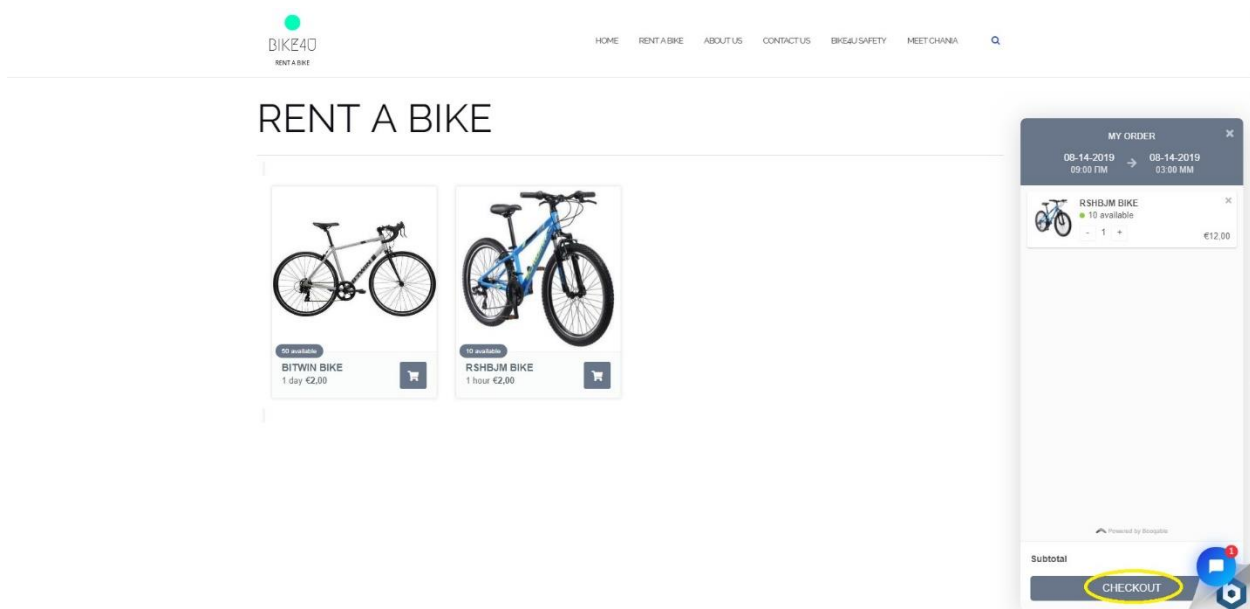 BIKE4U
RENT A BIKE
HOME RENT A BIKE ABOUT US CONTACT US BIKE4U SAFETY MEET CHANIA
RENT A BIKE
50 available
BITWIN BIKE
1 day €2,00
10 available
RSHBJM BIKE
1 hour €2,00
MY ORDER
08-14-2019 08-14-2019
09:00 ΠΜ 03:00 ΜΜ
RSHBJM BIKE
10 available
- 1 +
€12,00
Powered by Booqable
Subtotal
1
CHECKOUT